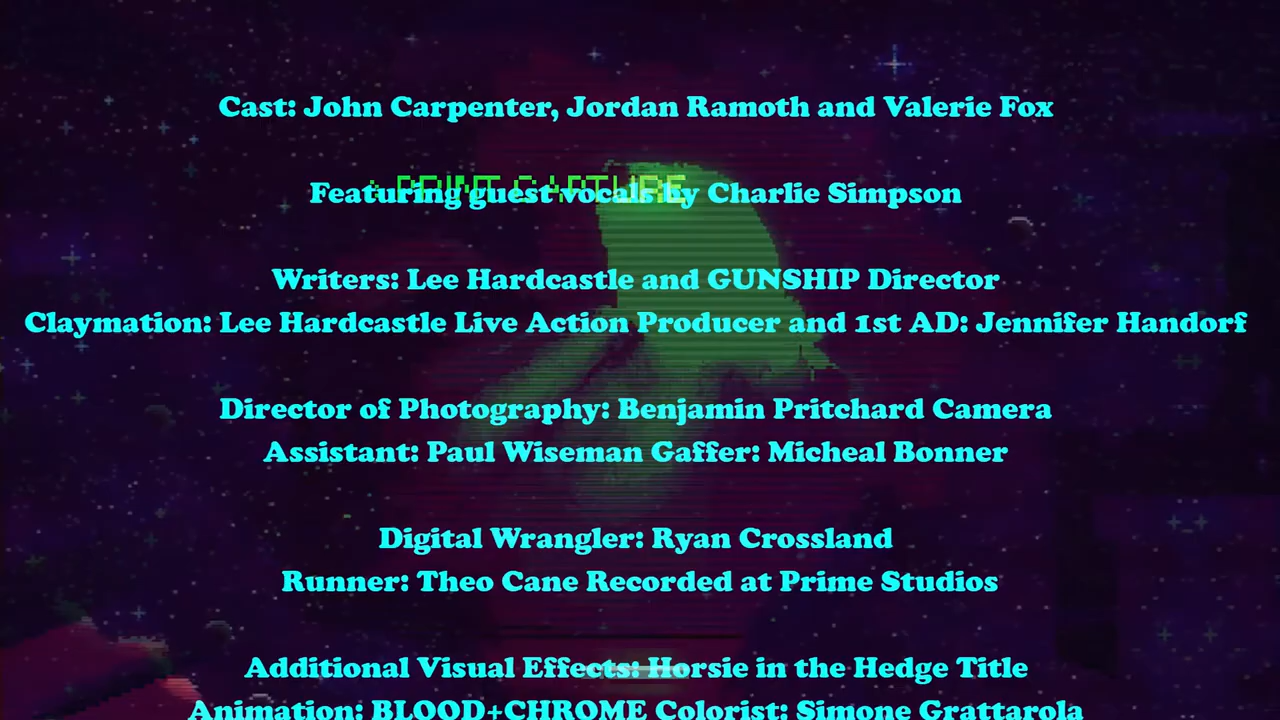 Cast: John Carpenter, Jordan Ramoth and Valerie Fox
+ PRINT CAPTURE
Featuring guest vocals by Charlie Simpson
Writers: Lee Hardcastle and GUNSHIP Director
Claymation: Lee Hardcastle Live Action Producer and 1st AD: Jennifer Handorf
Director of Photography: Benjamin Pritchard Camera
Assistant: Paul Wiseman Gaffer: Micheal Bonner
Digital Wrangler: Ryan Crossland
Runner: Theo Cane Recorded at Prime Studios
Additional Visual Effects: Horsie in the Hedge Title
Animation: BLOOD+CHROME Colorist: Simone Grattarola